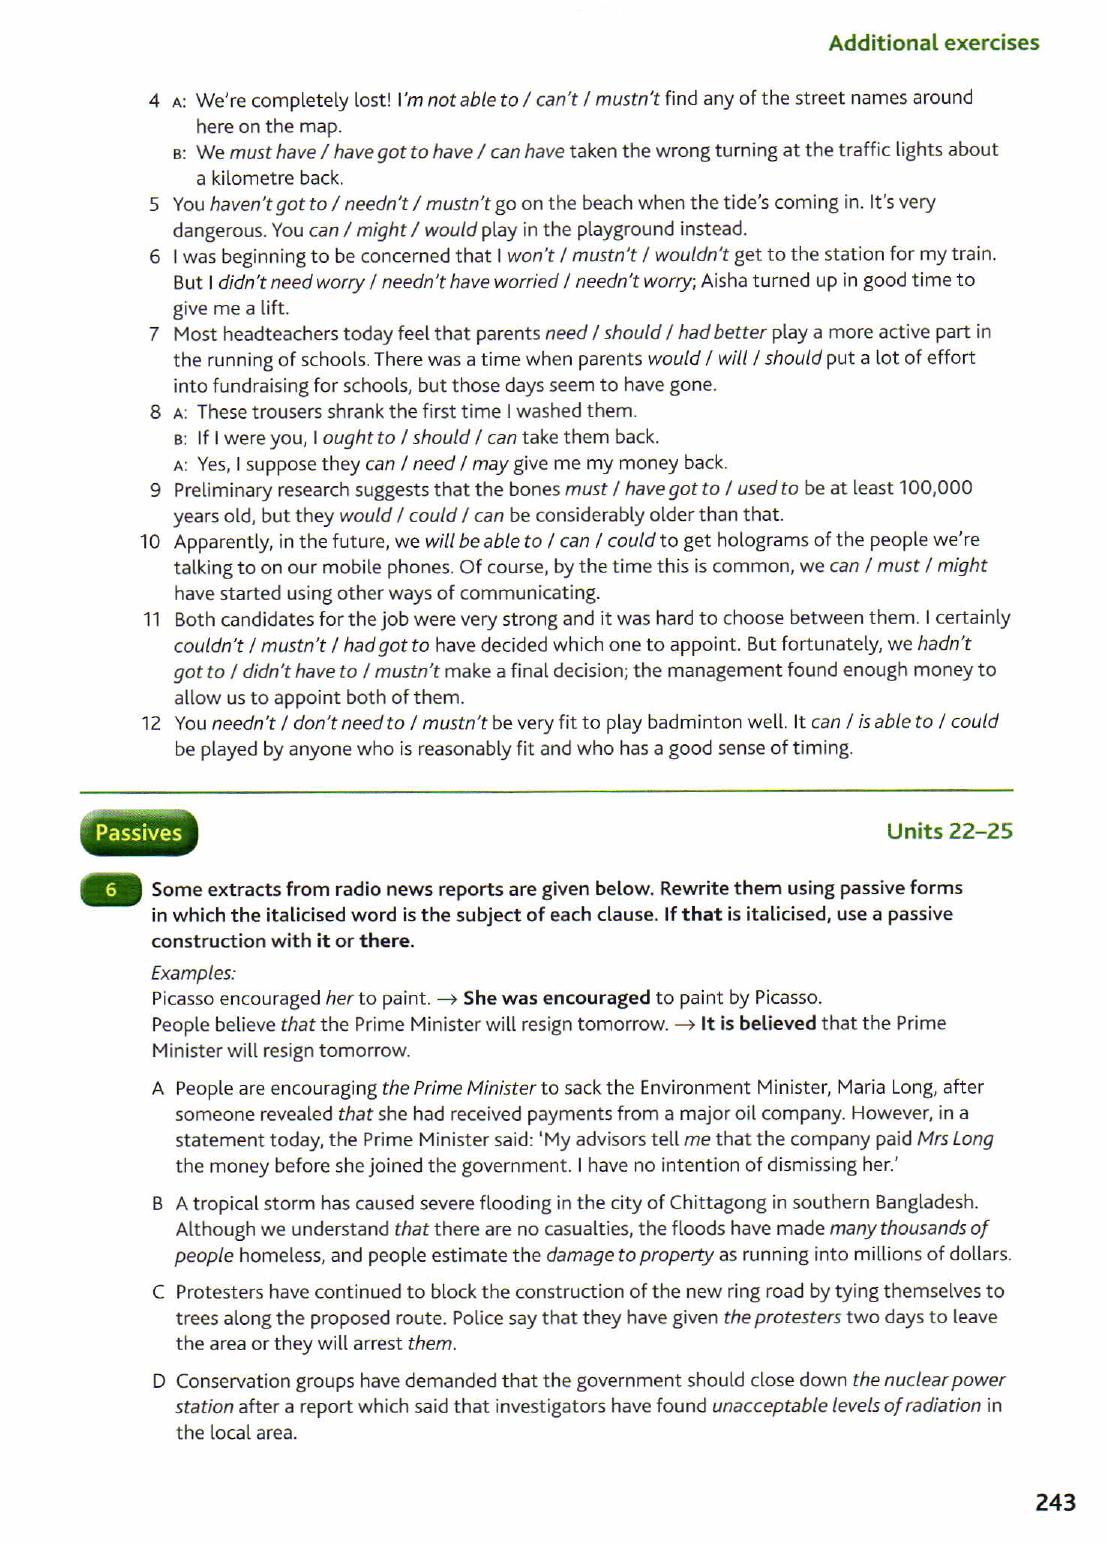 Additional exercises
4 A: We're completely lost! I'm not able to / can't / mustn't find any of the street names around
here on the map.
B: We must have / have got to have / can have taken the wrong turning at the traffic lights about
a kilometre back.
5 You haven't got to / needn't / mustn't go on the beach when the tide's coming in. It's very
dangerous. You can / might / would play in the playground instead.
6 I was beginning to be concerned that I won't / mustn't / wouldn't get to the station for my train.
But I didn't need worry / needn't have worried / needn't worry; Aisha turned up in good time to
give me a lift.
7 Most headteachers today feel that parents need / should / had better play a more active part in
the running of schools. There was a time when parents would / will / should put a lot of effort
into fundraising for schools, but those days seem to have gone.
8 A: These trousers shrank the first time I washed them.
B: If I were you, I ought to / should / can take them back.
A: Yes, I suppose they can / need / may give me my money back.
9 Preliminary research suggests that the bones must / have got to / used to be at least 100,000
years old, but they would / could / can be considerably older than that.
10 Apparently, in the future, we will be able to / can / could to get holograms of the people we're
talking to on our mobile phones. Of course, by the time this is common, we can / must / might
have started using other ways of communicating.
11 Both candidates for the job were very strong and it was hard to choose between them. I certainly
couldn't / mustn't / had got to have decided which one to appoint. But fortunately, we hadn't
got to / didn't have to / mustn't make a final decision; the management found enough money to
allow us to appoint both of them.
12 You needn't / don't need to / mustn't be very fit to play badminton well. It can / is able to / could
be played by anyone who is reasonably fit and who has a good sense of timing.
Passives
Units 22–25
6 Some extracts from radio news reports are given below. Rewrite them using passive forms
in which the italicised word is the subject of each clause. If that is italicised, use a passive
construction with it or there.
Examples:
Picasso encouraged her to paint. → She was encouraged to paint by Picasso.
People believe that the Prime Minister will resign tomorrow. → It is believed that the Prime
Minister will resign tomorrow.
A People are encouraging the Prime Minister to sack the Environment Minister, Maria Long, after
someone revealed that she had received payments from a major oil company. However, in a
statement today, the Prime Minister said: 'My advisors tell me that the company paid Mrs Long
the money before she joined the government. I have no intention of dismissing her.'
B A tropical storm has caused severe flooding in the city of Chittagong in southern Bangladesh.
Although we understand that there are no casualties, the floods have made many thousands of
people homeless, and people estimate the damage to property as running into millions of dollars.
C Protesters have continued to block the construction of the new ring road by tying themselves to
trees along the proposed route. Police say that they have given the protesters two days to leave
the area or they will arrest them.
D Conservation groups have demanded that the government should close down the nuclear power
station after a report which said that investigators have found unacceptable levels of radiation in
the local area.
243